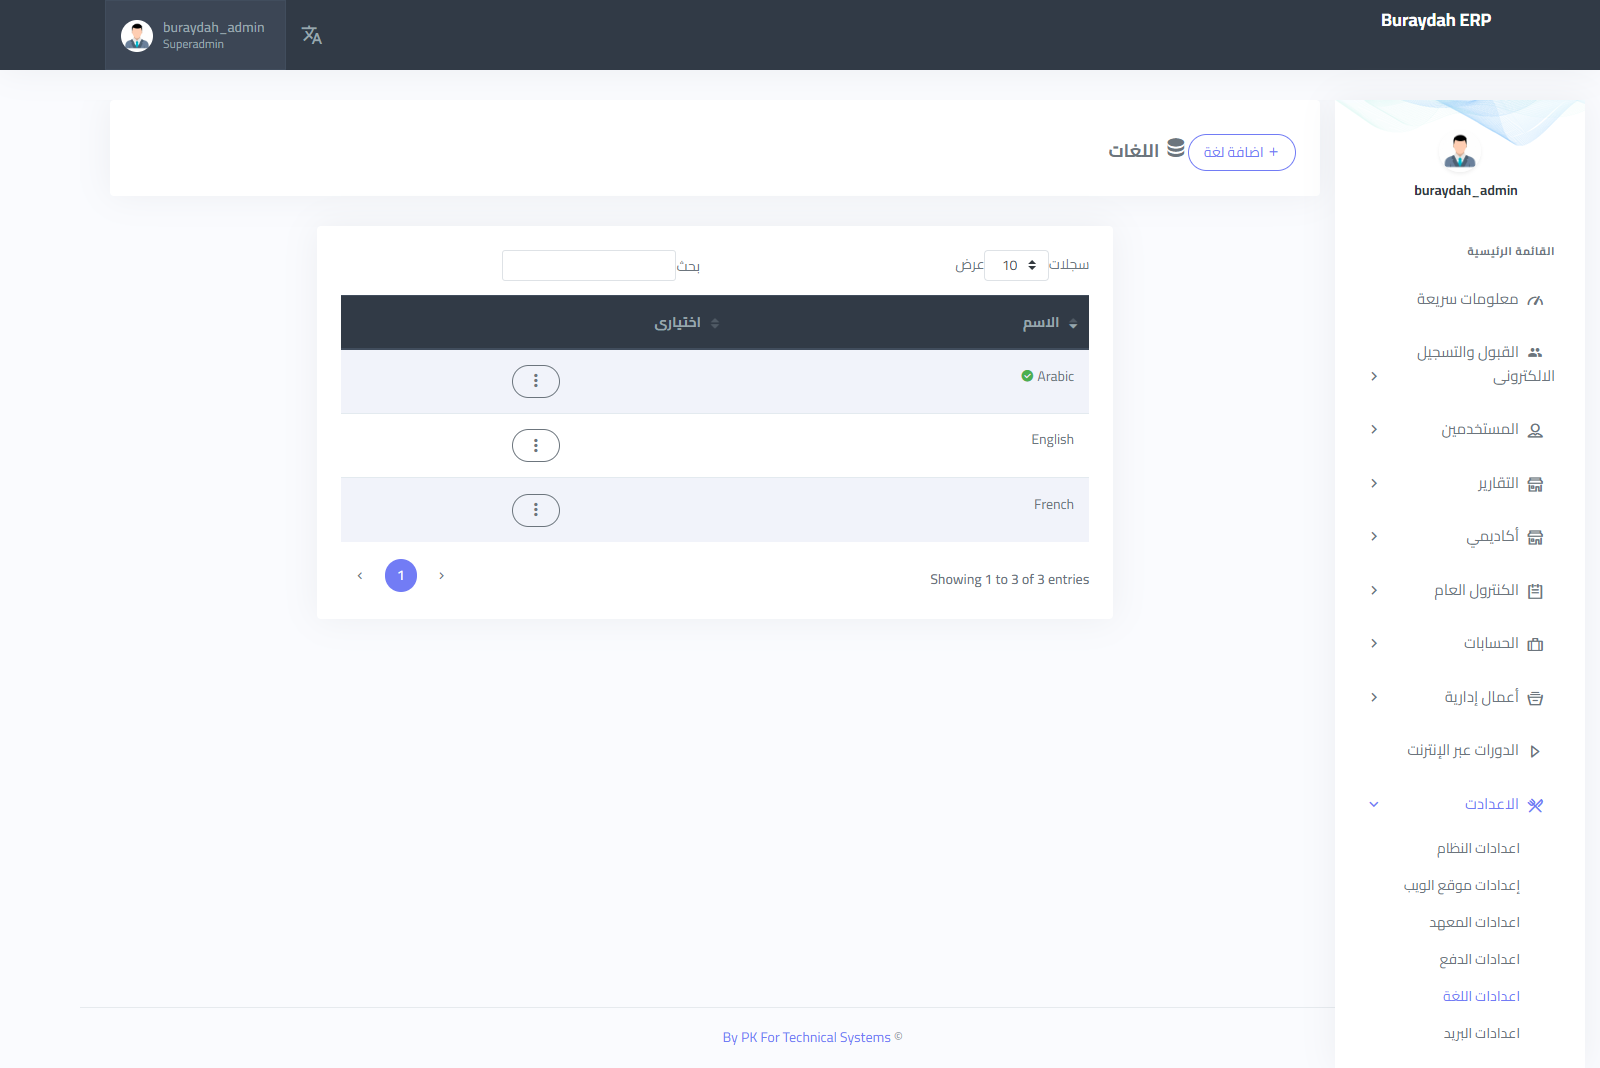 Buraydah ERP
buraydah_admin
Superadmin
buraydah_admin
القائمة الرئيسية
معلومات سريعة
القبول والتسجيل
الالكترونى
المستخدمين
التقارير
أكاديمي
الكنترول العام
الحسابات
أعمال إدارية
الدورات عبر الإنترنت
الاعدادت
اعدادات النظام
إعدادات موقع الويب
اعدادات المعهد
اعدادات الدفع
اعدادات اللغة
اعدادات البريد
+ اضافة لغة
اللغات
سجلات 10 عرض
بحث
الاسم اختيارى
Arabic
English
French
Showing 1 to 3 of 3 entries
‹ 1 ›
By PK For Technical Systems ©